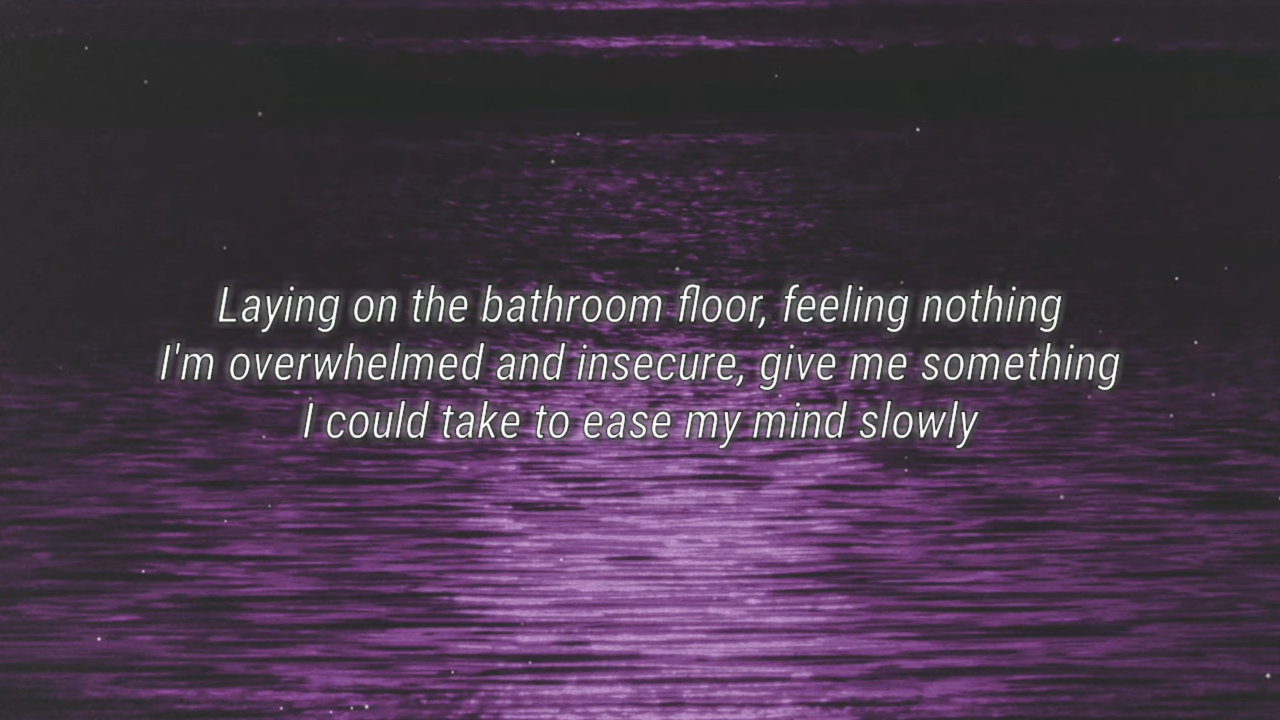 Laying on the bathroom floor, feeling nothing
I'm overwhelmed and insecure, give me something
I could take to ease my mind slowly